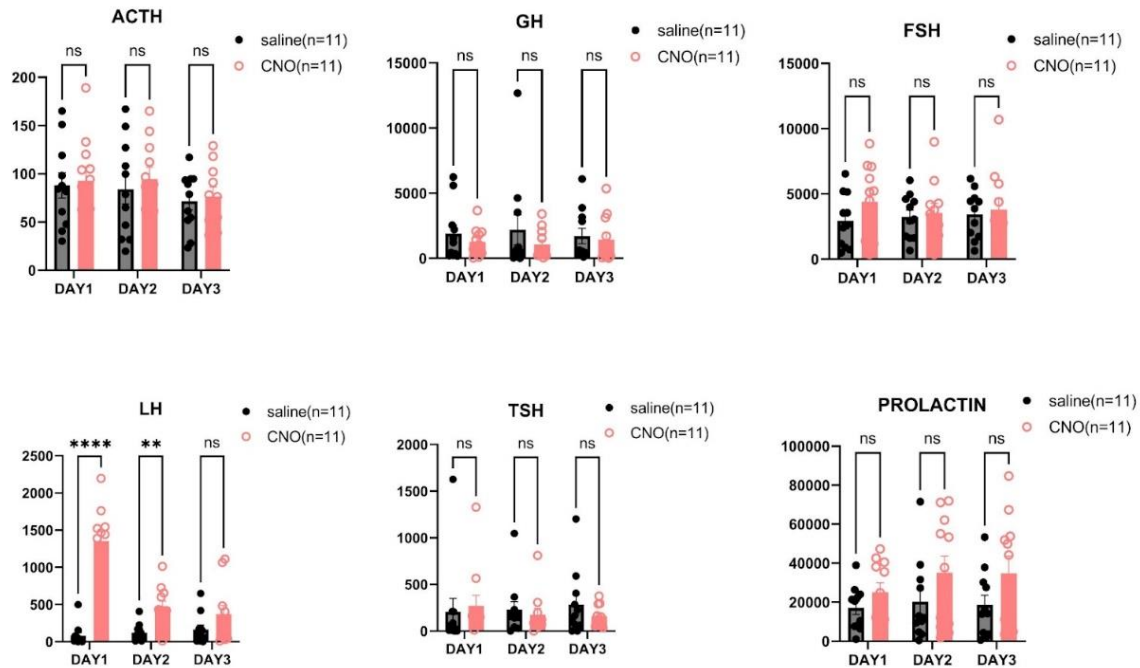 ACTH
saline(n=11)
CNO(n=11)
ns
ns
ns
200
150
100
50
0
DAY1
DAY2
DAY3
GH
saline(n=11)
CNO(n=11)
ns
ns
ns
15000
10000
5000
0
DAY1
DAY2
DAY3
FSH
saline(n=11)
CNO(n=11)
ns
ns
ns
15000
10000
5000
0
DAY1
DAY2
DAY3
LH
saline(n=11)
CNO(n=11)
****
**
ns
2500
2000
1500
1000
500
0
DAY1
DAY2
DAY3
TSH
saline(n=11)
CNO(n=11)
ns
ns
ns
2000
1500
1000
500
0
DAY1
DAY2
DAY3
PROLACTIN
saline(n=11)
CNO(n=11)
ns
ns
ns
100000
80000
60000
40000
20000
0
DAY1
DAY2
DAY3